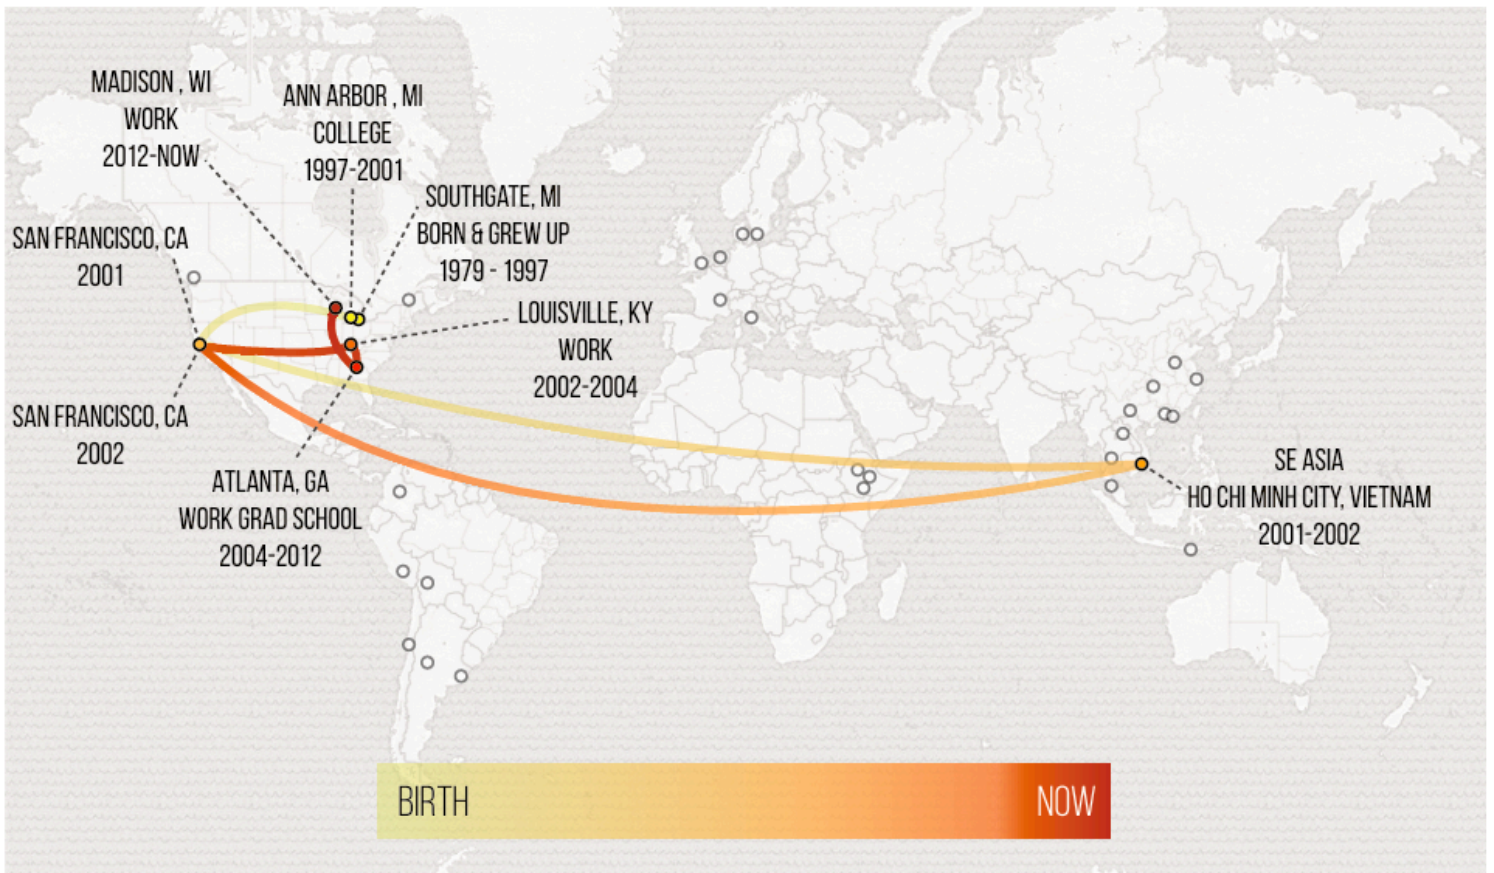 MADISON , WI
WORK
2012-NOW
ANN ARBOR , MI
COLLEGE
1997-2001
SOUTHGATE, MI
BORN & GREW UP
1979 - 1997
SAN FRANCISCO, CA
2001
LOUISVILLE, KY
WORK
2002-2004
SAN FRANCISCO, CA
2002
ATLANTA, GA
WORK GRAD SCHOOL
2004-2012
SE ASIA
HO CHI MINH CITY, VIETNAM
2001-2002
BIRTH
NOW